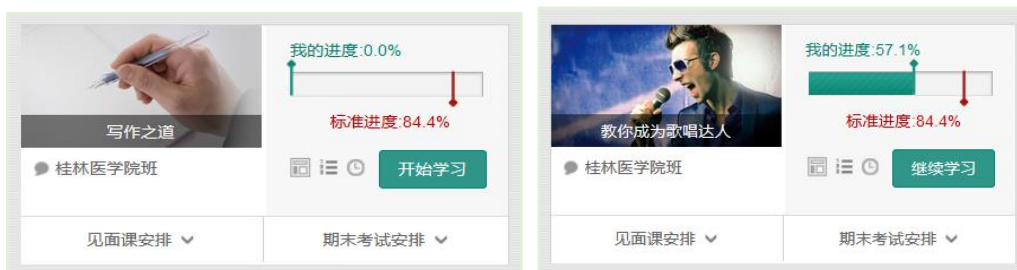 我的进度:0.0%
写作之道
标准进度:84.4%
桂林医学院班
开始学习
见面课安排
期末考试安排
我的进度:57.1%
教你成为歌唱达人
标准进度:84.4%
桂林医学院班
继续学习
见面课安排
期末考试安排